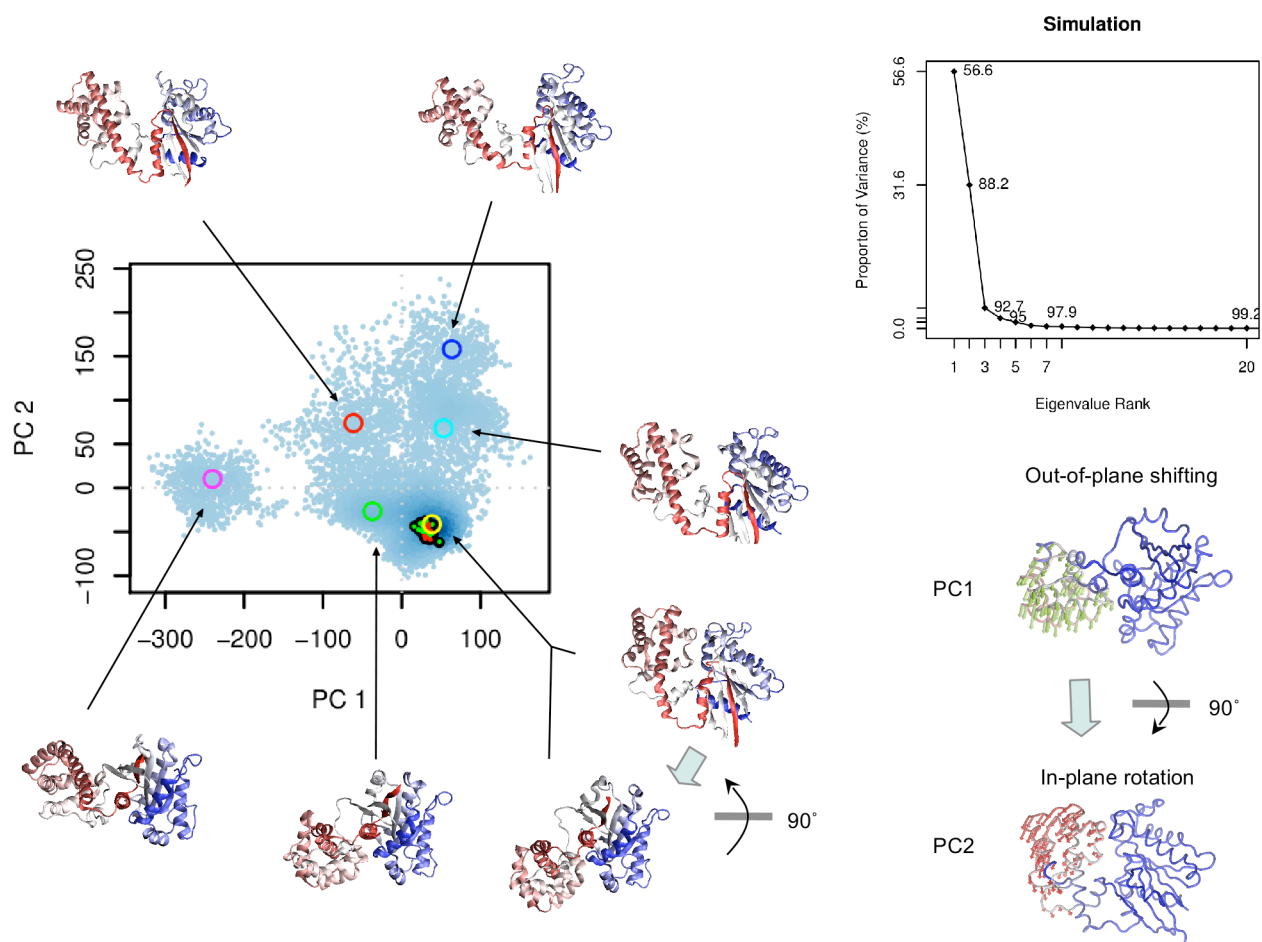 Simulation
Proporton of Variance (%)
56.6
31.6
0.0
56.6
88.2
92.7
95
97.9
99.2
1
3
5
7
20
Eigenvalue Rank
PC 2
250
150
50
0
−100
−300
−200
−100
0
100
PC 1
90°
Out-of-plane shifting
PC1
90°
In-plane rotation
PC2